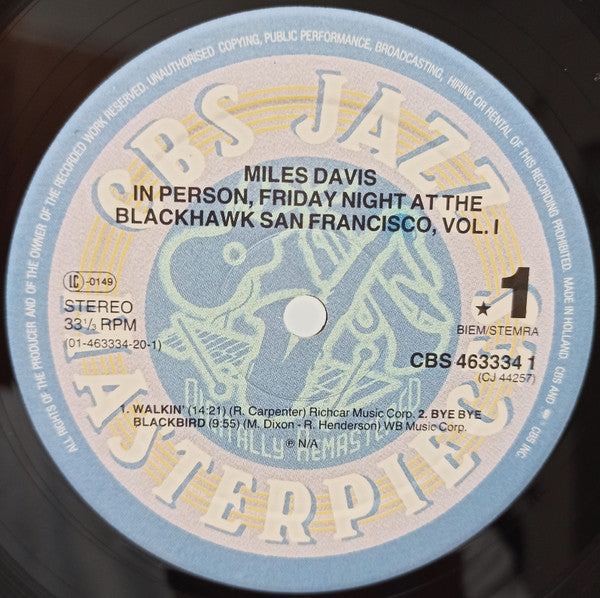 ALL RIGHTS OF THE PRODUCER AND OF THE OWNER OF THE RECORDED WORK RESERVED. UNAUTHORISED COPYING, PUBLIC PERFORMANCE, BROADCASTING, HIRING OR RENTAL OF THIS RECORDING PROHIBITED. MADE IN HOLLAND CBS AND CBS INC
CBS JAZZ
MILES DAVIS
IN PERSON, FRIDAY NIGHT AT THE
BLACKHAWK SAN FRANCISCO, VOL. I
LC -0149
STEREO
33⅓ RPM
(01-463334-20-1)
★1
BIEM/STEMRA
CBS 463334 1
(CJ 44257)
1. WALKIN' (14:21) (R. Carpenter) Richcar Music Corp. 2. BYE BYE
BLACKBIRD (9:55) (M. Dixon - R. Henderson) WB Music Corp.
℗ N/A
DIGITALLY REMASTERED
MASTERPIECES